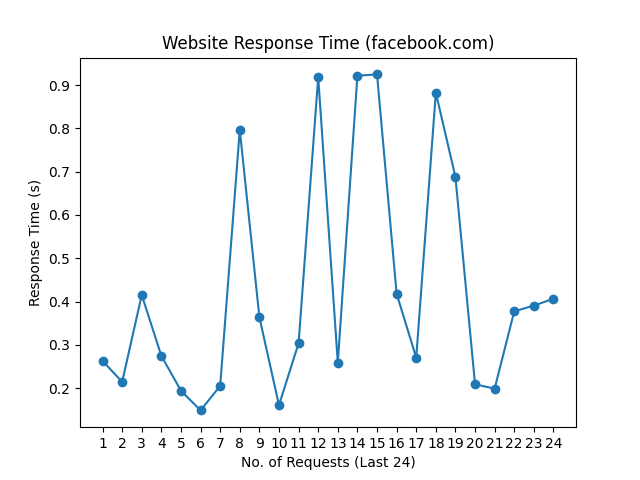 Website Response Time (facebook.com)
Response Time (s)
0.9
0.8
0.7
0.6
0.5
0.4
0.3
0.2
1 2 3 4 5 6 7 8 9 10 11 12 13 14 15 16 17 18 19 20 21 22 23 24
No. of Requests (Last 24)